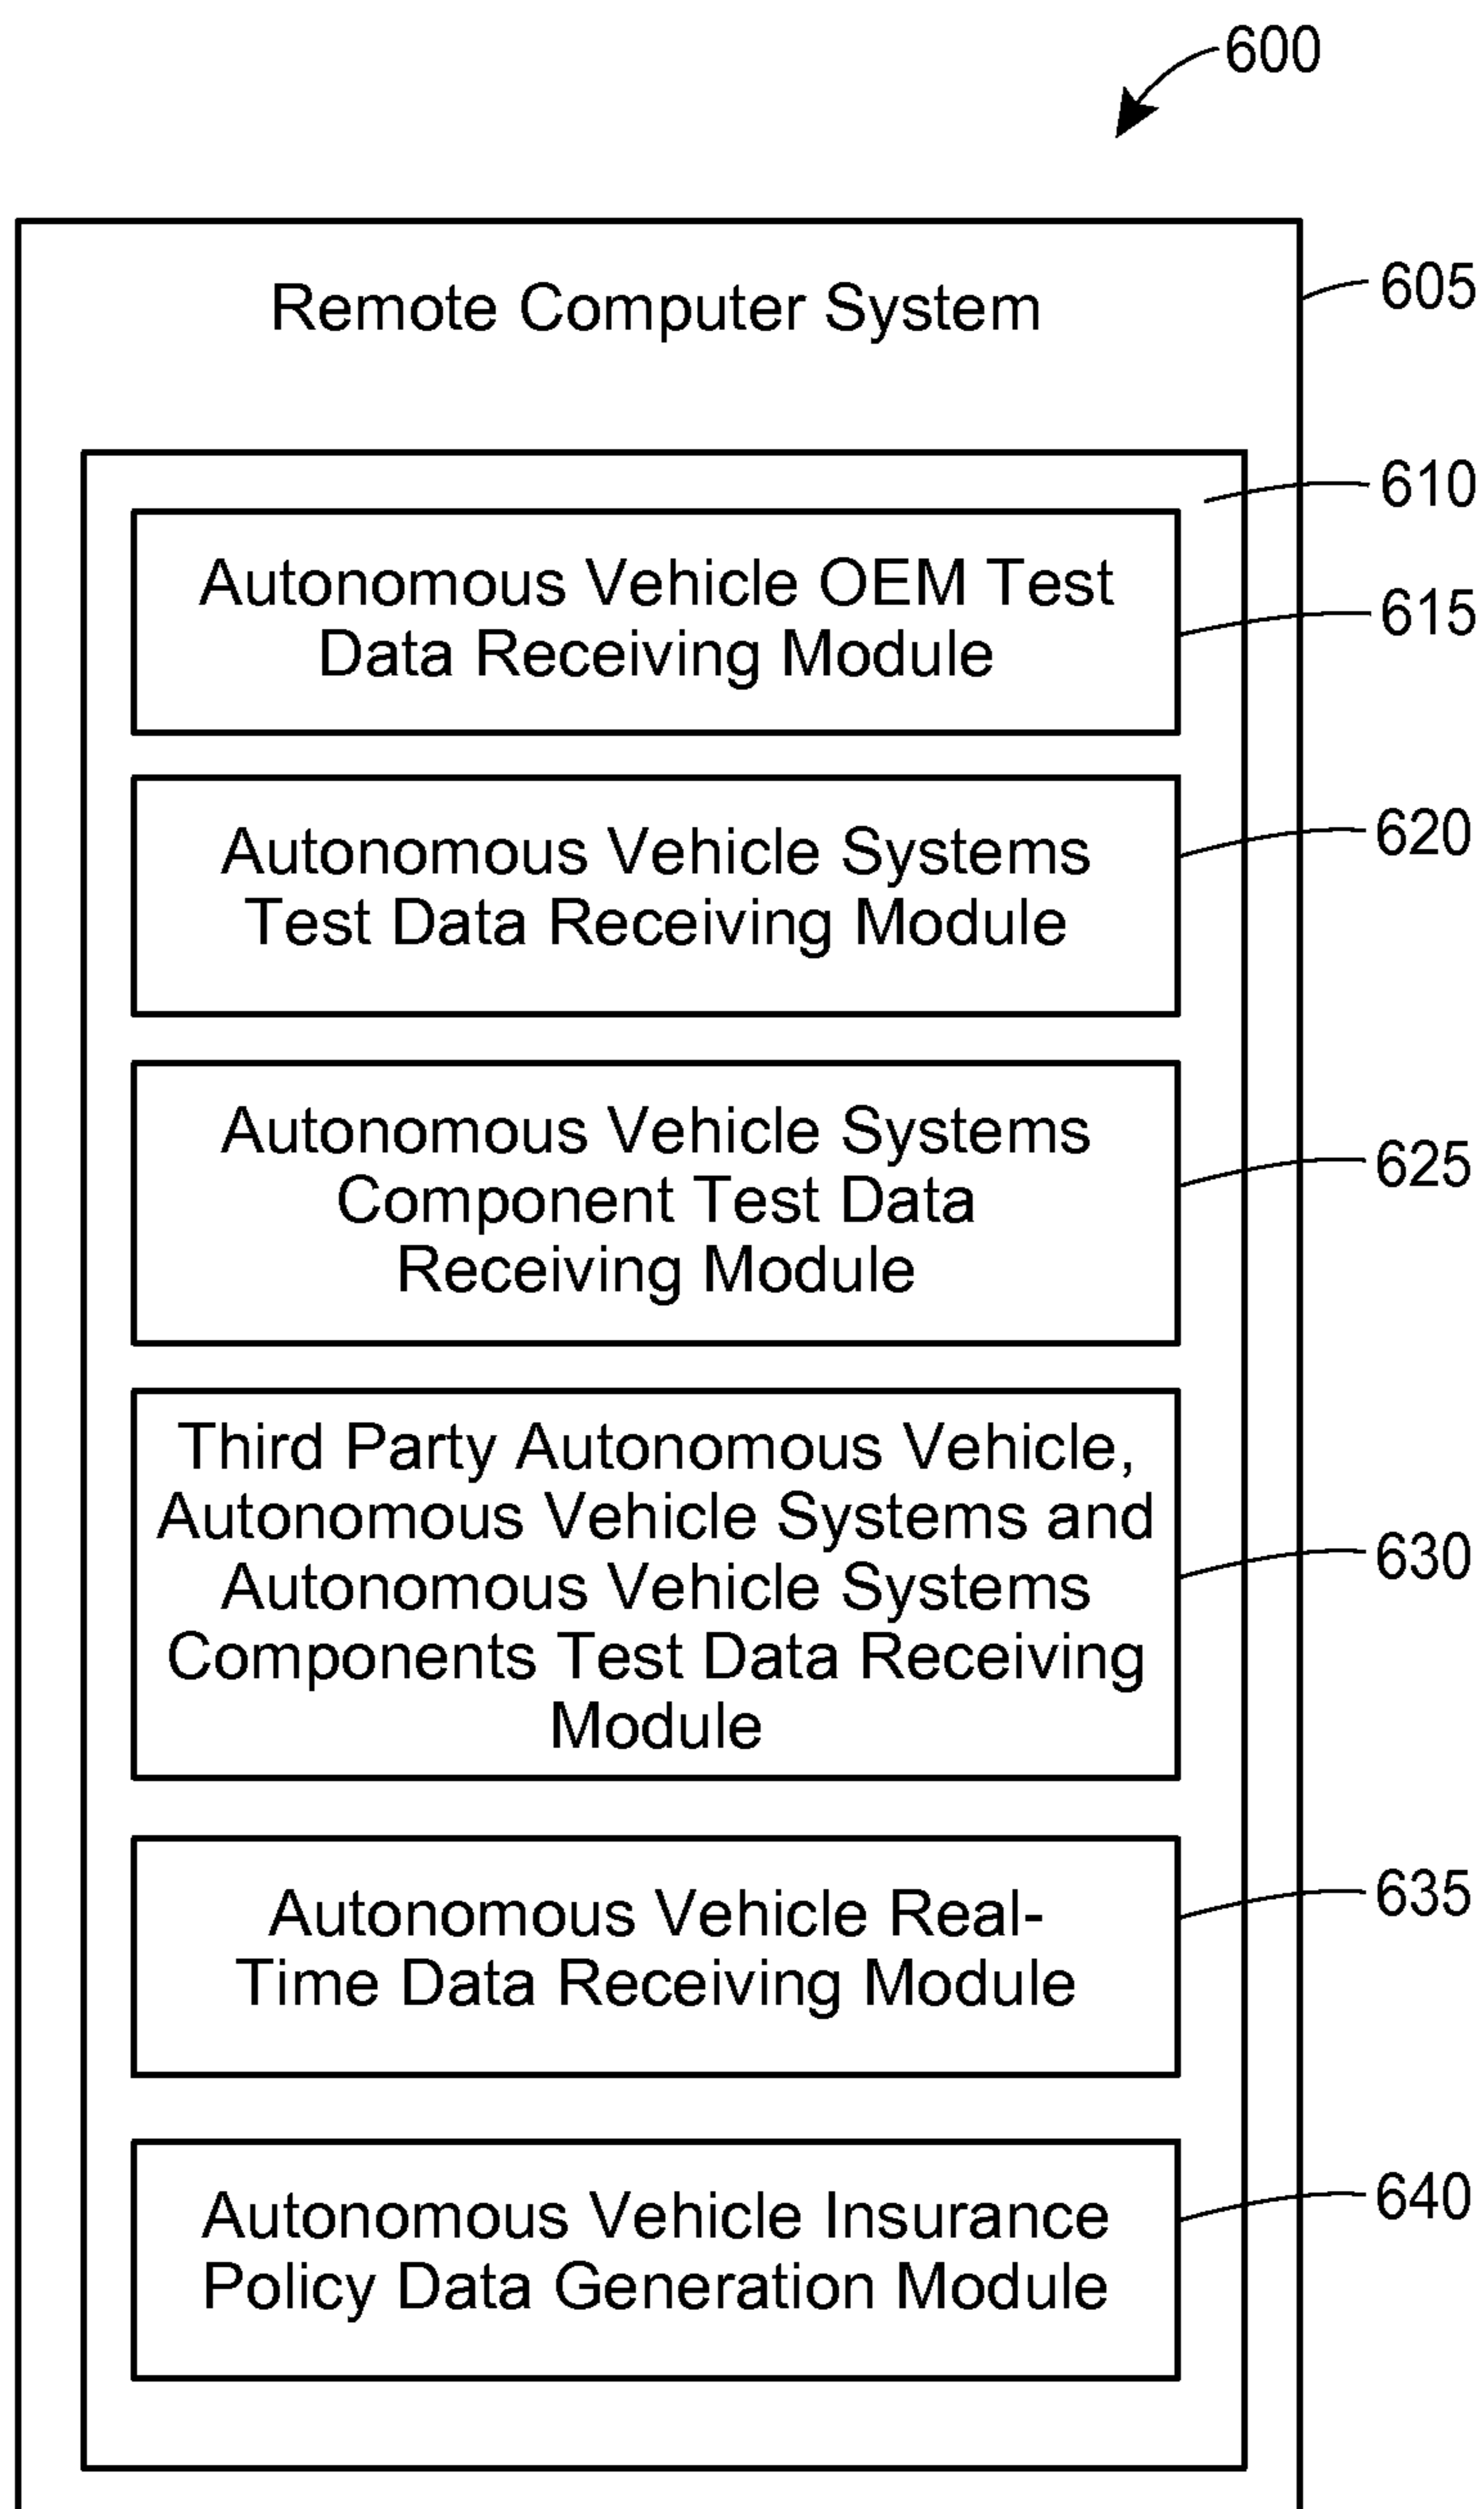 600
Remote Computer System
605
610
Autonomous Vehicle OEM Test
Data Receiving Module
615
Autonomous Vehicle Systems
Test Data Receiving Module
620
Autonomous Vehicle Systems
Component Test Data
Receiving Module
625
Third Party Autonomous Vehicle,
Autonomous Vehicle Systems and
Autonomous Vehicle Systems
Components Test Data Receiving
Module
630
Autonomous Vehicle Real-
Time Data Receiving Module
635
Autonomous Vehicle Insurance
Policy Data Generation Module
640